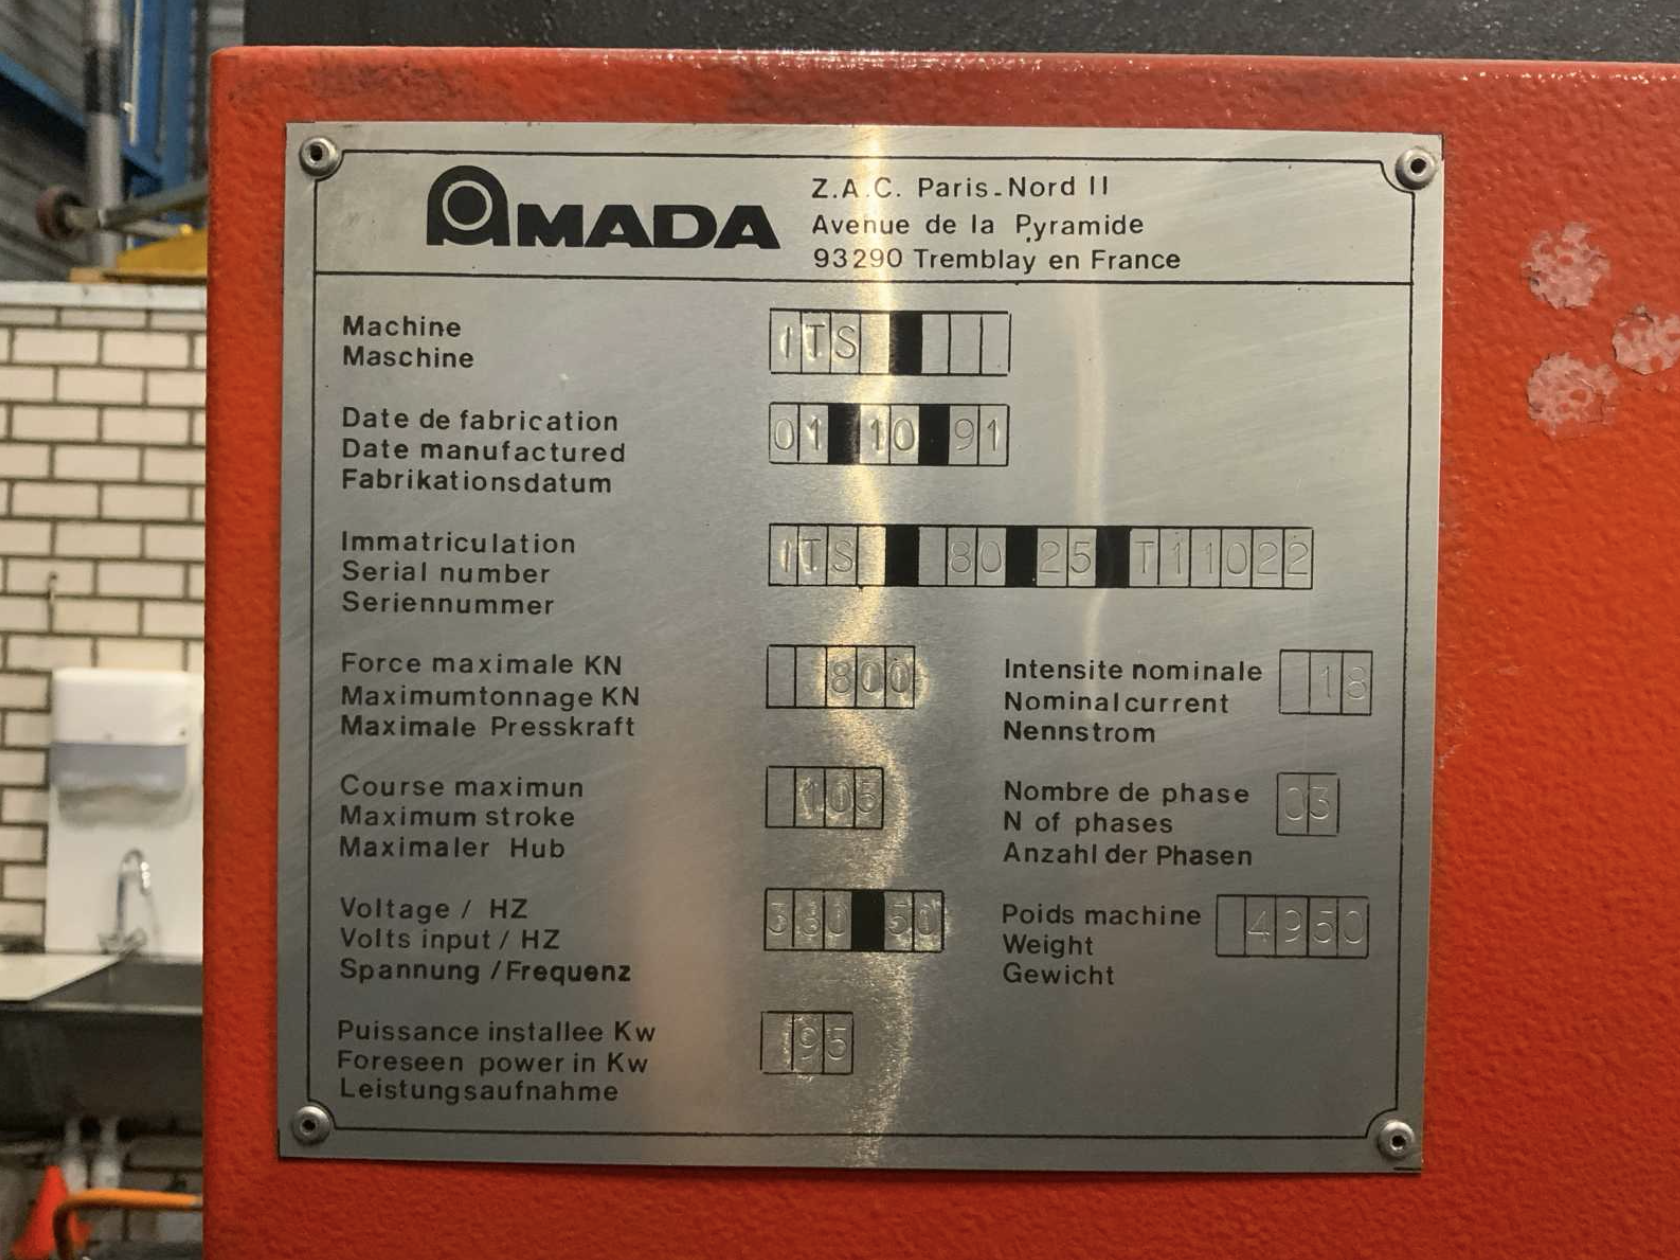 AMADA
Z.A.C. Paris-Nord II
Avenue de la Pyramide
93290 Tremblay en France
Machine
Maschine
ITS
Date de fabrication
Date manufactured
Fabrikationsdatum
01 10 91
Immatriculation
Serial number
Seriennummer
ITS 80 25 T11022
Force maximale KN
Maximumtonnage KN
Maximale Presskraft
800
Intensite nominale
Nominal current
Nennstrom
18
Course maximun
Maximum stroke
Maximaler Hub
105
Nombre de phase
N of phases
Anzahl der Phasen
03
Voltage / HZ
Volts input / HZ
Spannung / Frequenz
380 50
Poids machine
Weight
Gewicht
4950
Puissance installee Kw
Foreseen power in Kw
Leistungsaufnahme